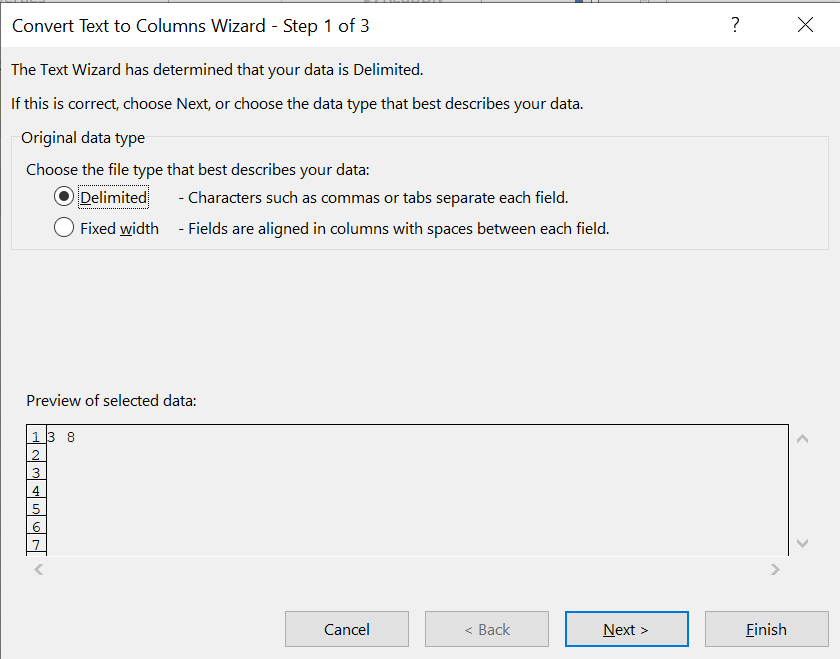 Convert Text to Columns Wizard - Step 1 of 3 ?
The Text Wizard has determined that your data is Delimited.
If this is correct, choose Next, or choose the data type that best describes your data.
Original data type
Choose the file type that best describes your data:
Delimited - Characters such as commas or tabs separate each field.
Fixed width - Fields are aligned in columns with spaces between each field.
Preview of selected data:
1 3 8
2
3
4
5
6
7
Cancel < Back Next > Finish